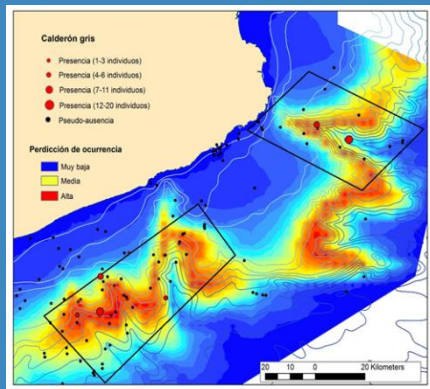 Calderón gris
Presencia (1-3 individuos)
Presencia (4-6 individuos)
Presencia (7-11 individuos)
Presencia (12-20 individuos)
Pseudo-ausencia
Perdicción de ocurrencia
Muy baja
Media
Alta
20 10 0 20 Kilometers